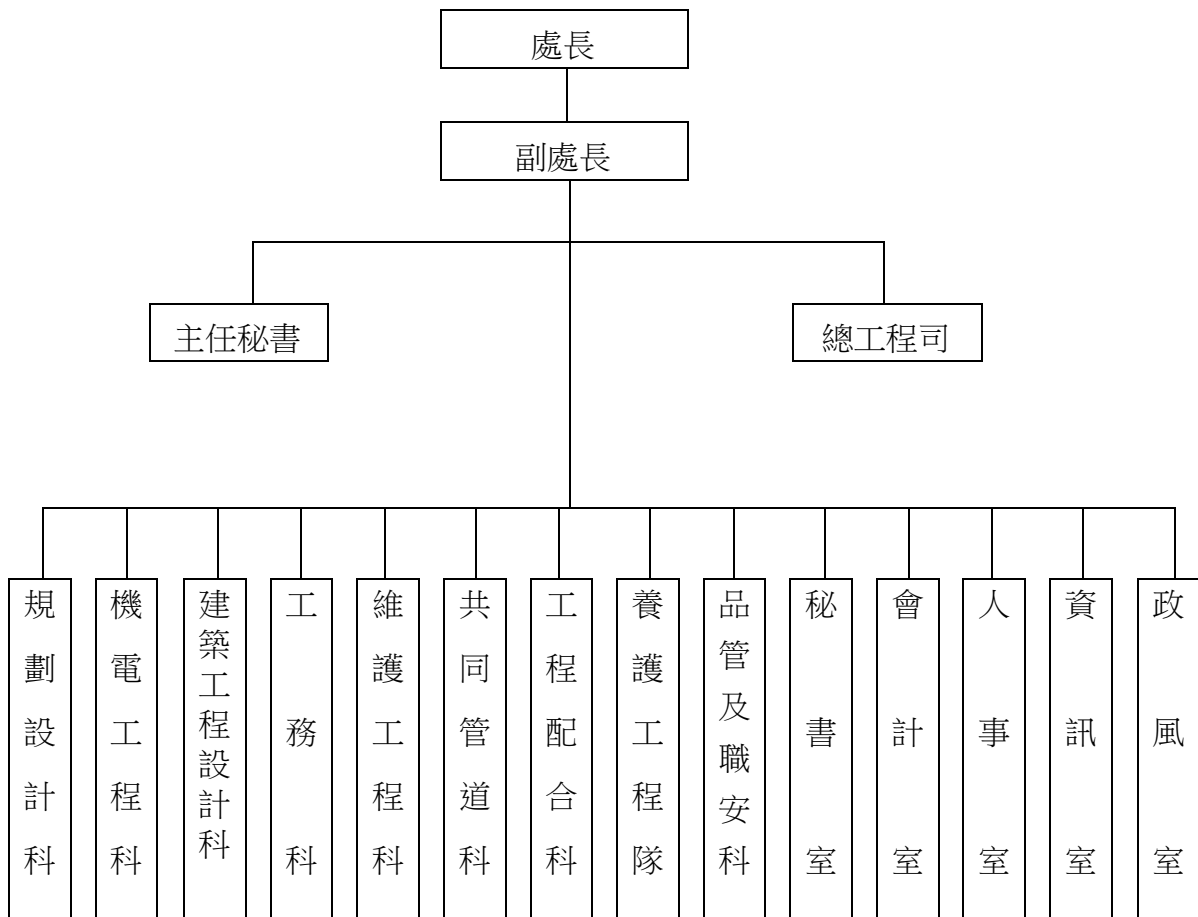 處長
副處長
主任秘書
總工程司
規劃設計科
機電工程科
建築工程設計科
工務科
維護工程科
共同管道科
工程配合科
養護工程隊
品管及職安科
秘書室
會計室
人事室
資訊室
政風室